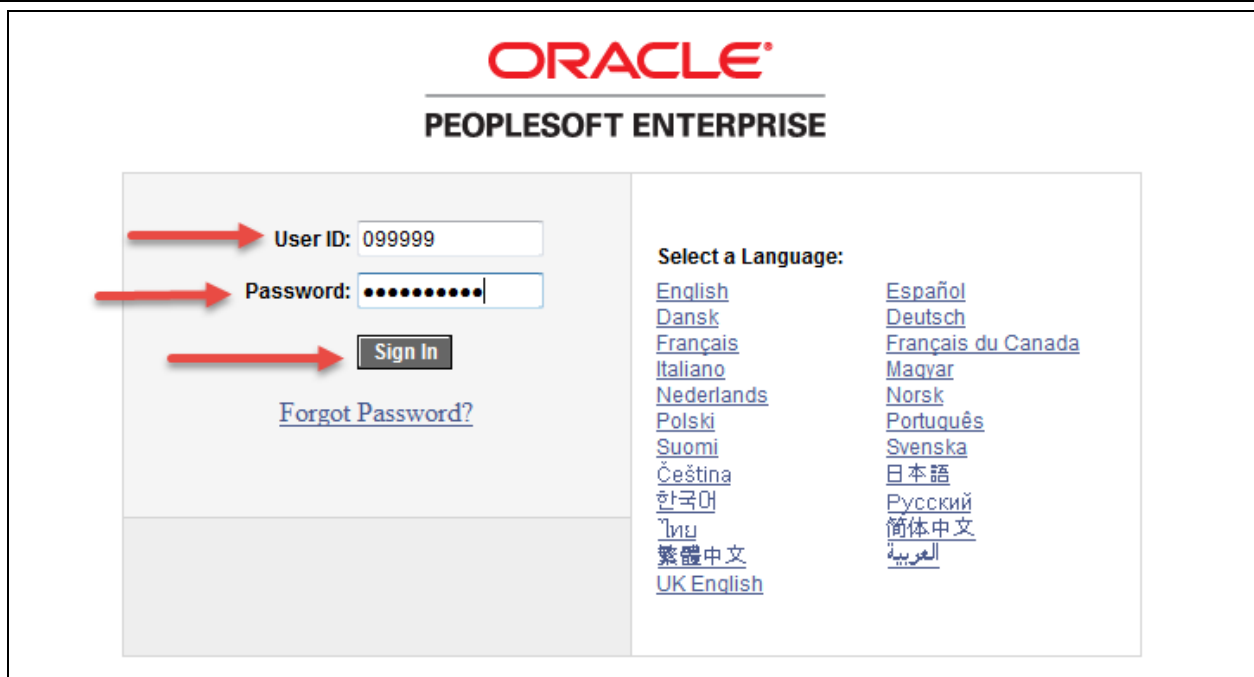 ORACLE®
PEOPLESOFT ENTERPRISE
User ID: 099999
Password: ••••••••••
Sign In
Forgot Password?
Select a Language:
English Español
Dansk Deutsch
Français Français du Canada
Italiano Magyar
Nederlands Norsk
Polski Português
Suomi Svenska
Čeština 日本語
한국어 Русский
ไทย 简体中文
繁體中文 العربية
UK English